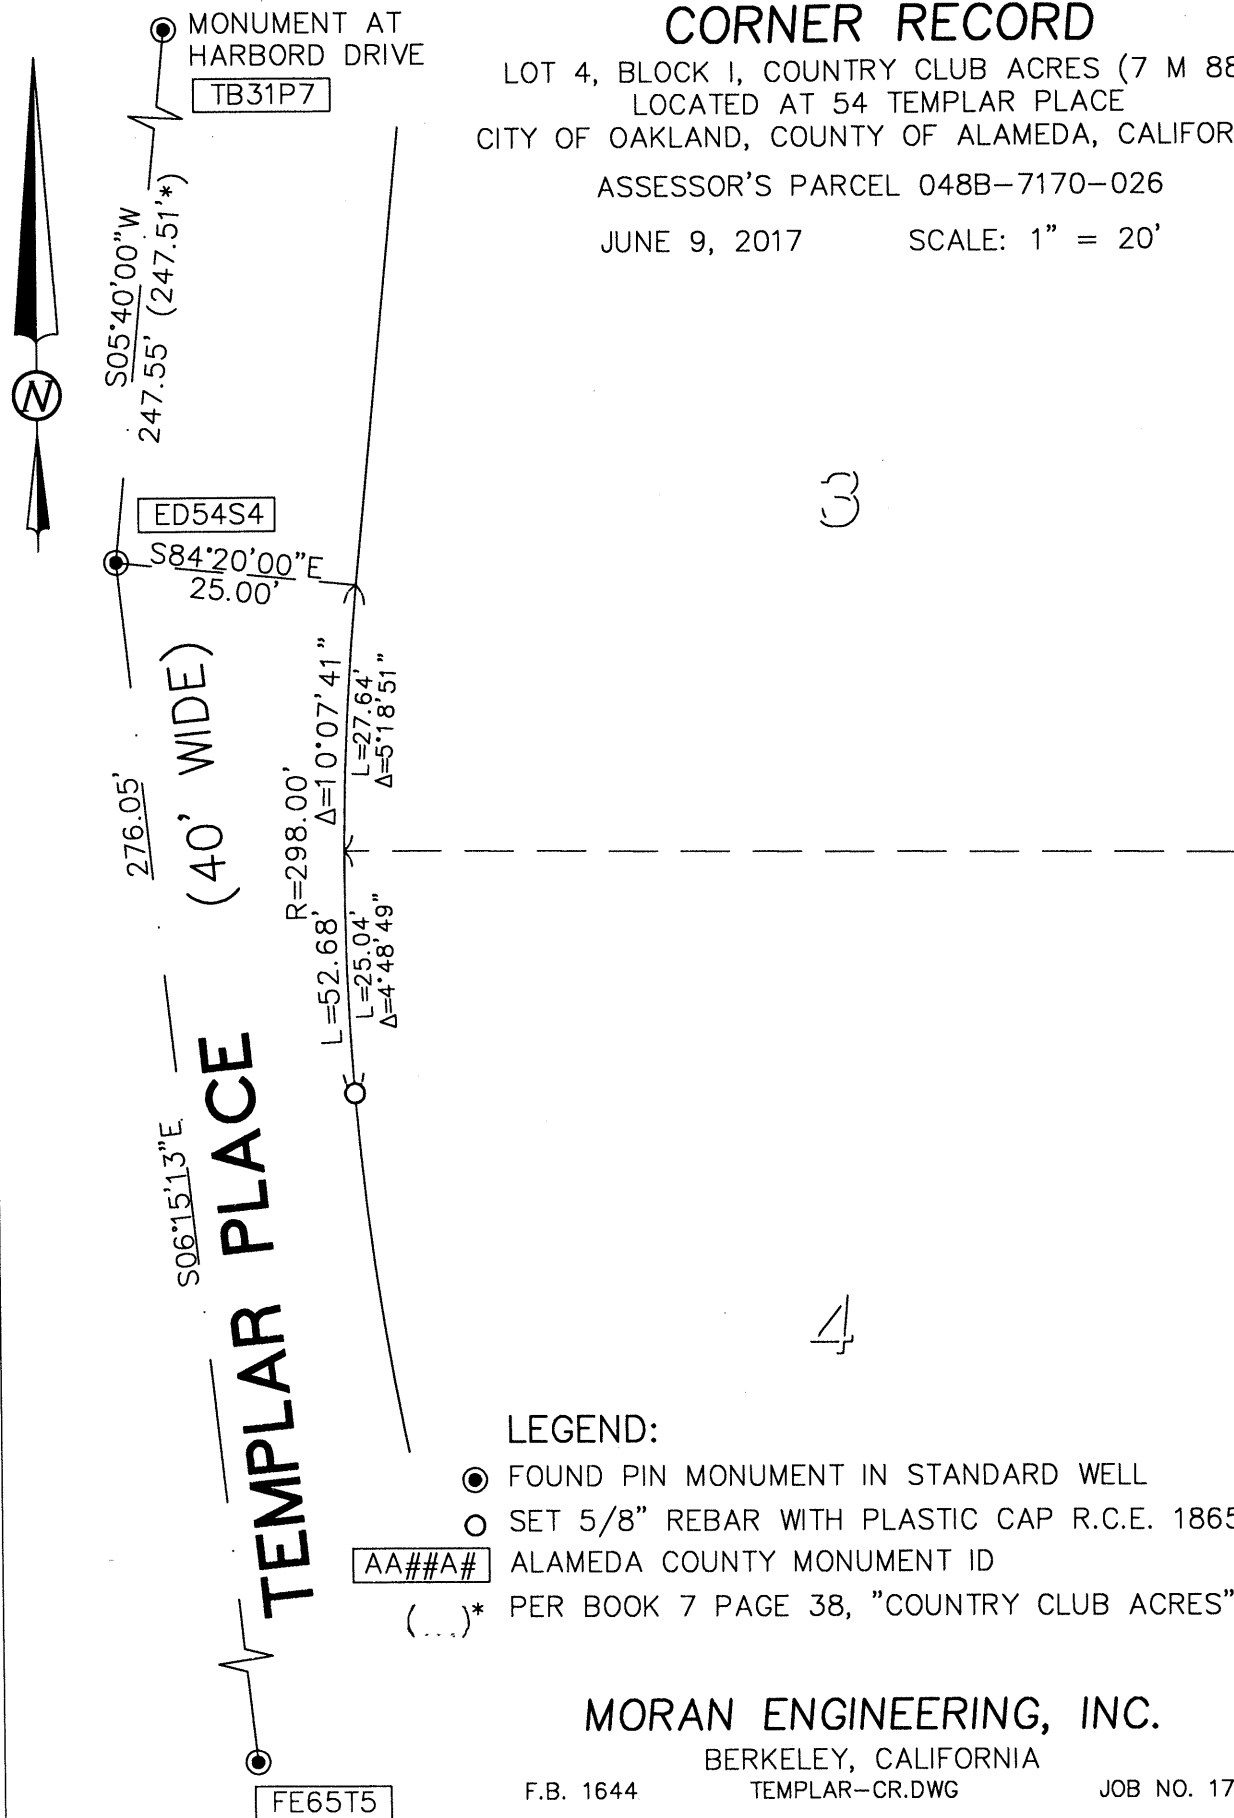 CORNER RECORD
LOT 4, BLOCK I, COUNTRY CLUB ACRES (7 M 88
LOCATED AT 54 TEMPLAR PLACE
CITY OF OAKLAND, COUNTY OF ALAMEDA, CALIFOR
ASSESSOR'S PARCEL 048B-7170-026
JUNE 9, 2017 SCALE: 1" = 20'
MONUMENT AT
HARBORD DRIVE
TB31P7
S05°40'00"W
247.55' (247.51'*)
N
ED54S4
S84°20'00"E
25.00'
3
(40' WIDE)
276.05'
R=298.00'
L=52.68' Δ=10°07'41"
L=27.64'
Δ=5°18'51"
L=25.04'
Δ=4°48'49"
TEMPLAR PLACE
S06°15'13"E
4
LEGEND:
FOUND PIN MONUMENT IN STANDARD WELL
SET 5/8" REBAR WITH PLASTIC CAP R.C.E. 1865
AA##A# ALAMEDA COUNTY MONUMENT ID
(...)* PER BOOK 7 PAGE 38, "COUNTRY CLUB ACRES"
MORAN ENGINEERING, INC.
BERKELEY, CALIFORNIA
F.B. 1644 TEMPLAR-CR.DWG JOB NO. 17
FE65T5